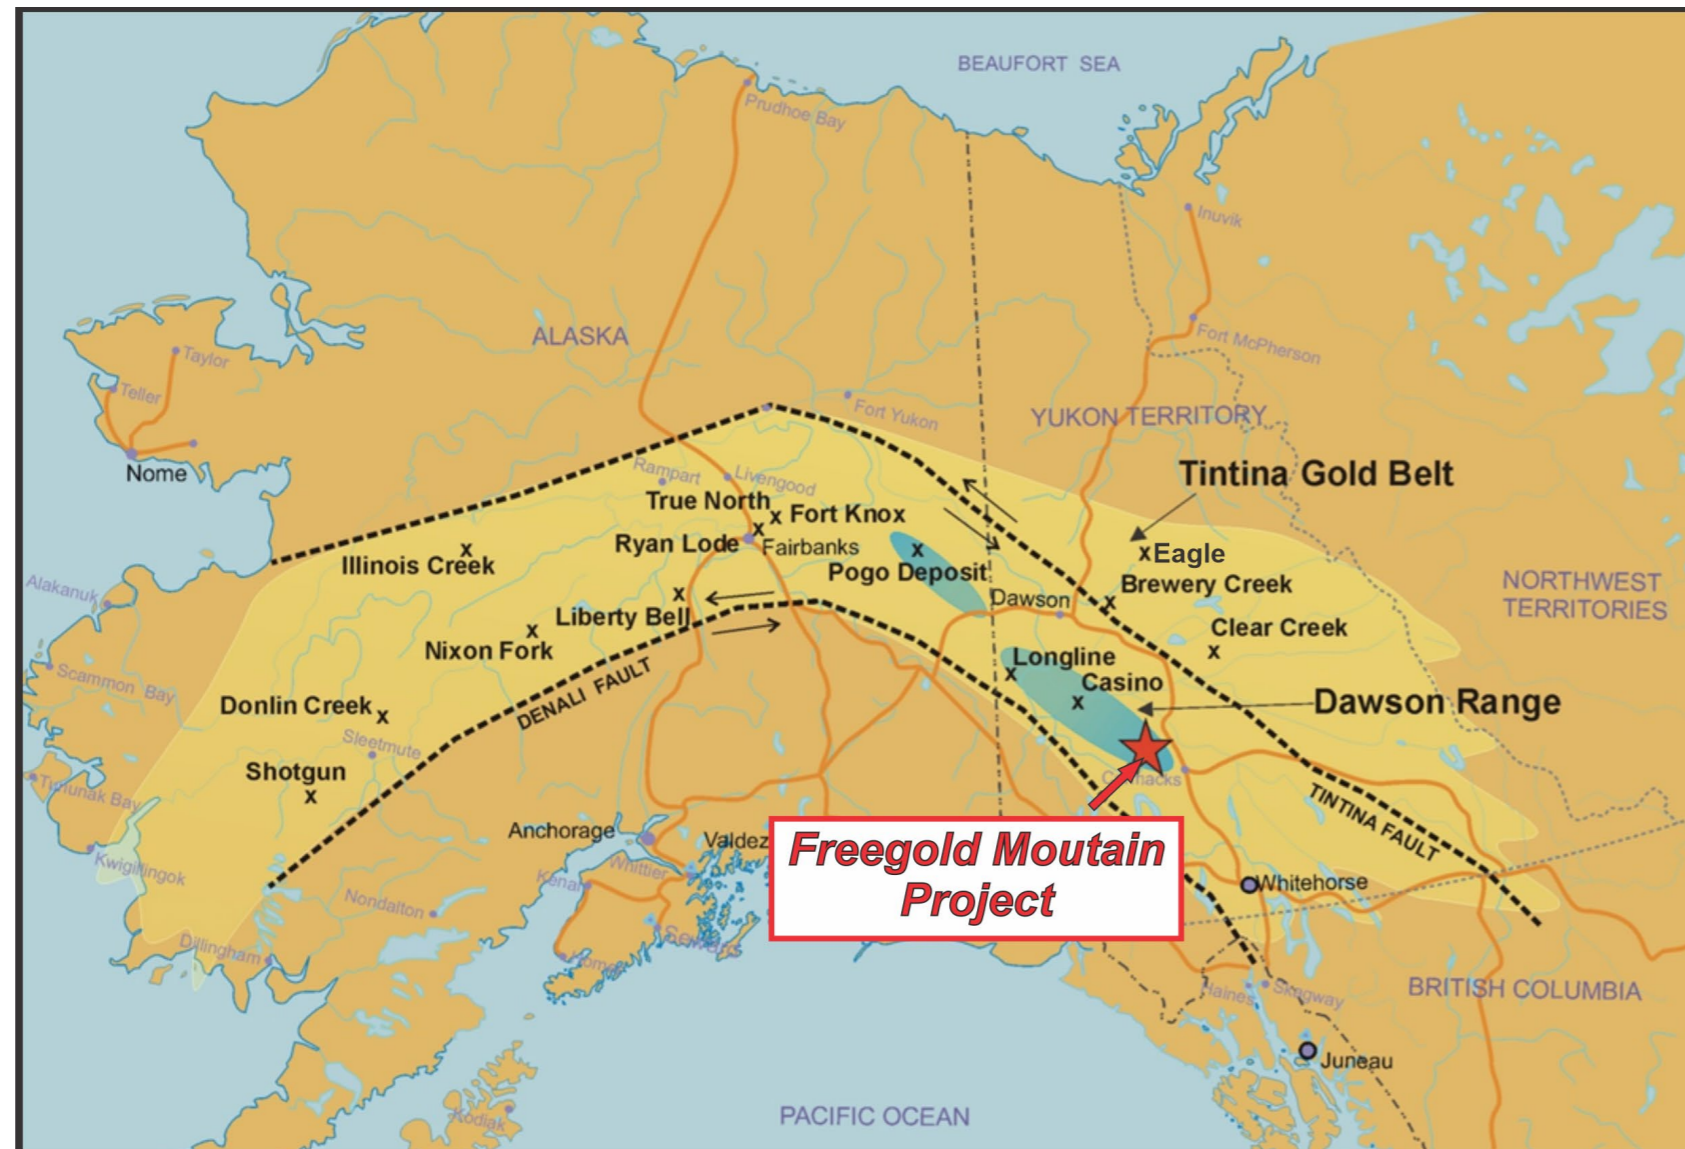 BEAUFORT SEA
Prudhoe Bay
Inuvik
ALASKA
Fort McPherson
Taylor
Teller
Fort Yukon
YUKON TERRITORY
Nome
Rampart
Livengood
Tintina Gold Belt
True North
Fort Knox
Ryan Lode
Fairbanks
Eagle
Illinois Creek
Pogo Deposit
Brewery Creek
NORTHWEST
TERRITORIES
Alakanuk
Dawson
Liberty Bell
Clear Creek
Nixon Fork
Longline
Scammon Bay
DENALI FAULT
Casino
Donlin Creek
Dawson Range
Sleetmute
Shotgun
Carmacks
Tununak Bay
TINTINA FAULT
Anchorage
Valdez
Freegold Moutain
Project
Kwigillingok
Whittier
Kenai
Whitehorse
Nondalton
Dillingham
Seward
Homer
BRITISH COLUMBIA
Haines
Skagway
Juneau
Kodiak
PACIFIC OCEAN